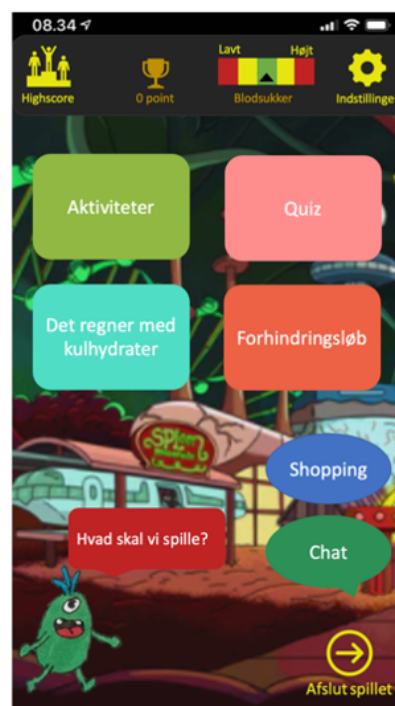 08.34
Lavt Højt
Highscore
0 point
Blodsukker
Indstillinge
Aktiviteter
Quiz
Det regner med
kulhydrater
Forhindringsløb
Shopping
Hvad skal vi spille?
Chat
Afslut spillet